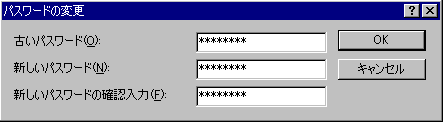 パスワードの変更
古いパスワード(O):
********
OK
新しいパスワード(N):
********
キャンセル
新しいパスワードの確認入力(F):
********